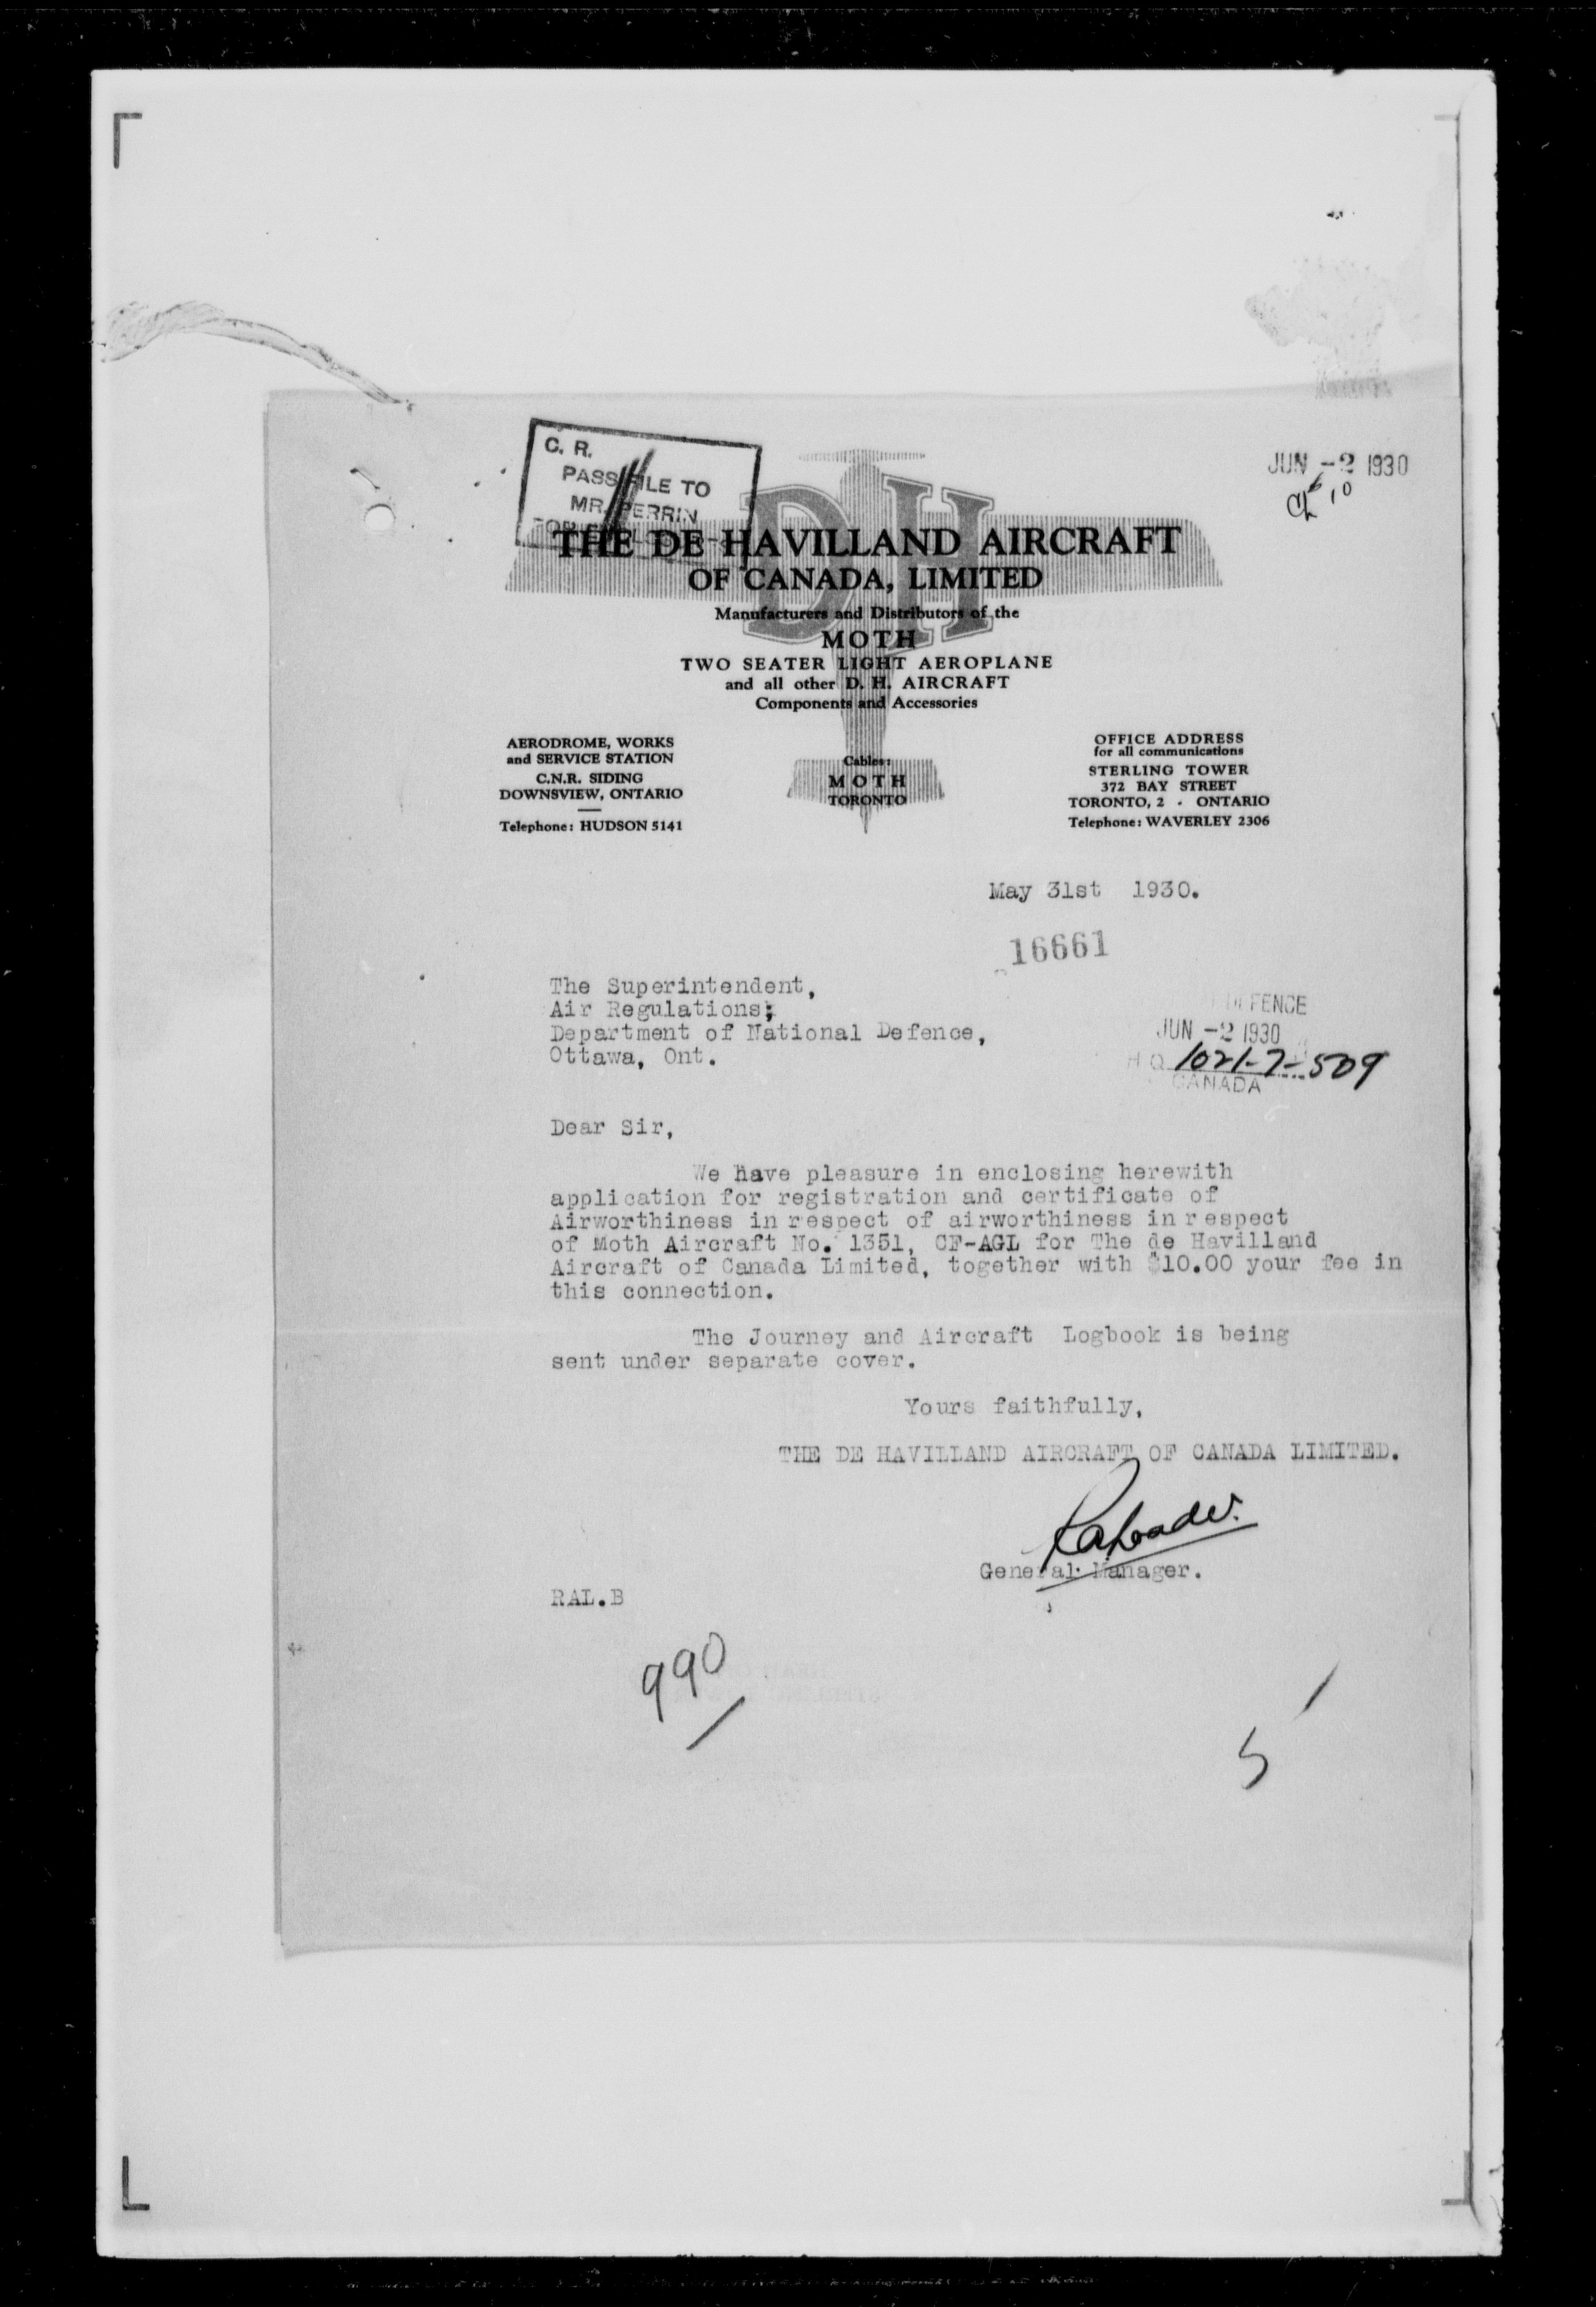 C. R.
PASS FILE TO
MR. PERRIN
JUN -2 1930
10
THE DE HAVILLAND AIRCRAFT
OF CANADA, LIMITED
Manufacturers and Distributors of the
MOTH
TWO SEATER LIGHT AEROPLANE
and all other D. H. AIRCRAFT
Components and Accessories
AERODROME, WORKS
and SERVICE STATION
C.N.R. SIDING
DOWNSVIEW, ONTARIO
Telephone: HUDSON 5141
Cables:
MOTH
TORONTO
OFFICE ADDRESS
for all communications
STERLING TOWER
372 BAY STREET
TORONTO, 2 - ONTARIO
Telephone: WAVERLEY 2306
May 31st 1930.
16661
The Superintendent,
Air Regulations;
Department of National Defence,
Ottawa, Ont.
DEFENCE
JUN -2 1930
H Q 1021-7-509
CANADA
Dear Sir,
We have pleasure in enclosing herewith
application for registration and certificate of
Airworthiness in respect of airworthiness in respect
of Moth Aircraft No. 1351, CF-AGL for The de Havilland
Aircraft of Canada Limited, together with $10.00 your fee in
this connection.
The Journey and Aircraft Logbook is being
sent under separate cover.
Yours faithfully,
THE DE HAVILLAND AIRCRAFT OF CANADA LIMITED.
General Manager.
RAL.B
990
5